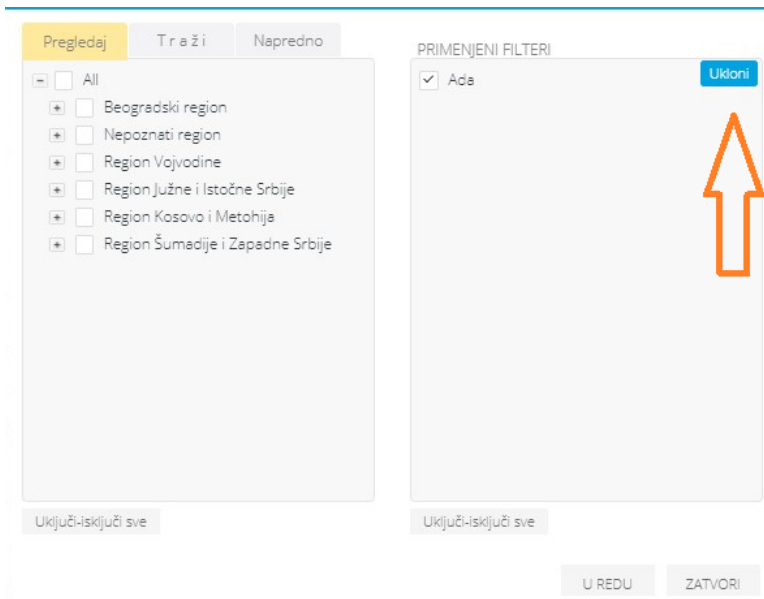 Pregledaj
Traži
Napredno
All
Beogradski region
Nepoznati region
Region Vojvodine
Region Južne i Istočne Srbije
Region Kosovo i Metohija
Region Šumadije i Zapadne Srbije
Uključi-isključi sve
PRIMENJENI FILTERI
Ada
Ukloni
Uključi-isključi sve
U REDU
ZATVORI